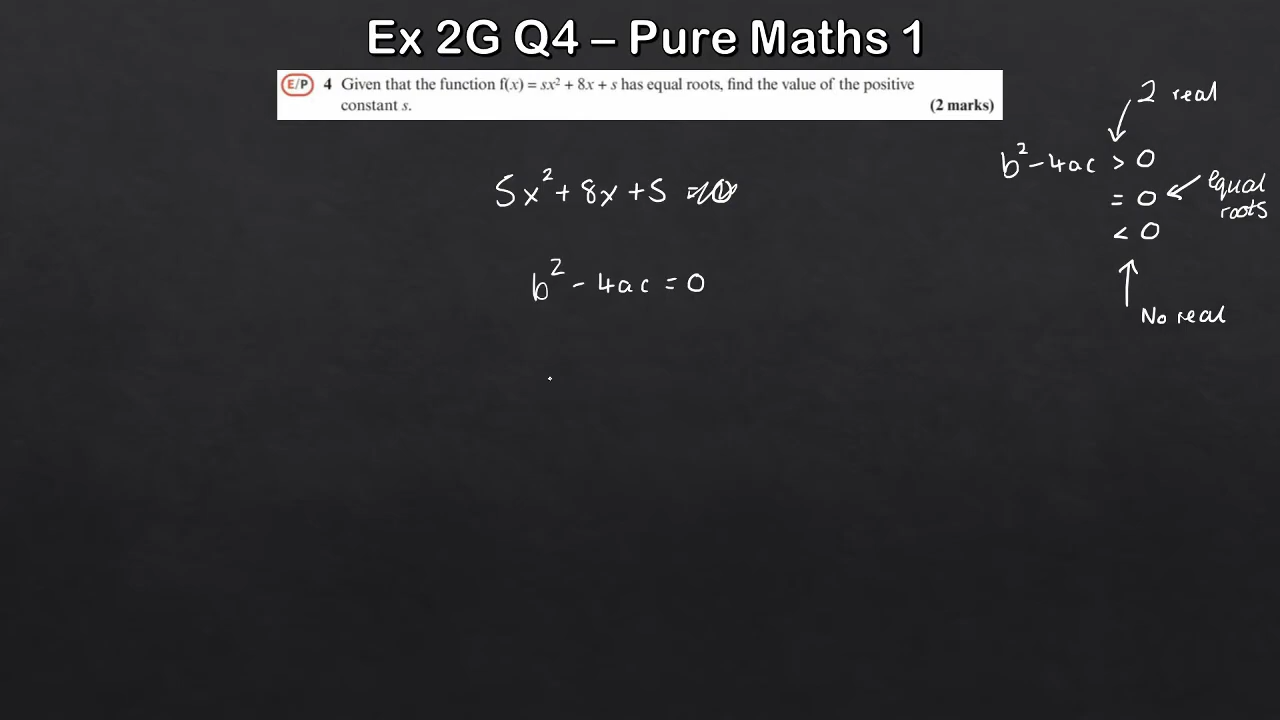 Ex 2G Q4 – Pure Maths 1
E/P 4 Given that the function f(x) = sx² + 8x + s has equal roots, find the value of the positive
constant s. (2 marks)
2 real
b² - 4ac > 0
= 0 equal
roots
< 0
No real
5x² + 8x + 5
b² - 4ac = 0